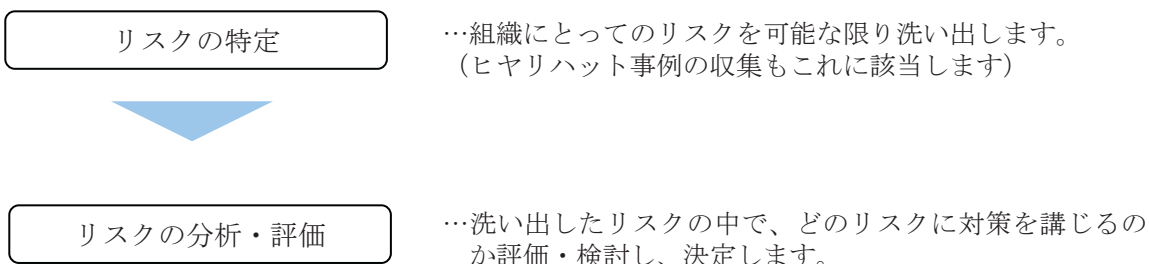 リスクの特定
…組織にとってのリスクを可能な限り洗い出します。
（ヒヤリハット事例の収集もこれに該当します）
リスクの分析・評価
…洗い出したリスクの中で、どのリスクに対策を講じるの
か評価・検討し、決定します。